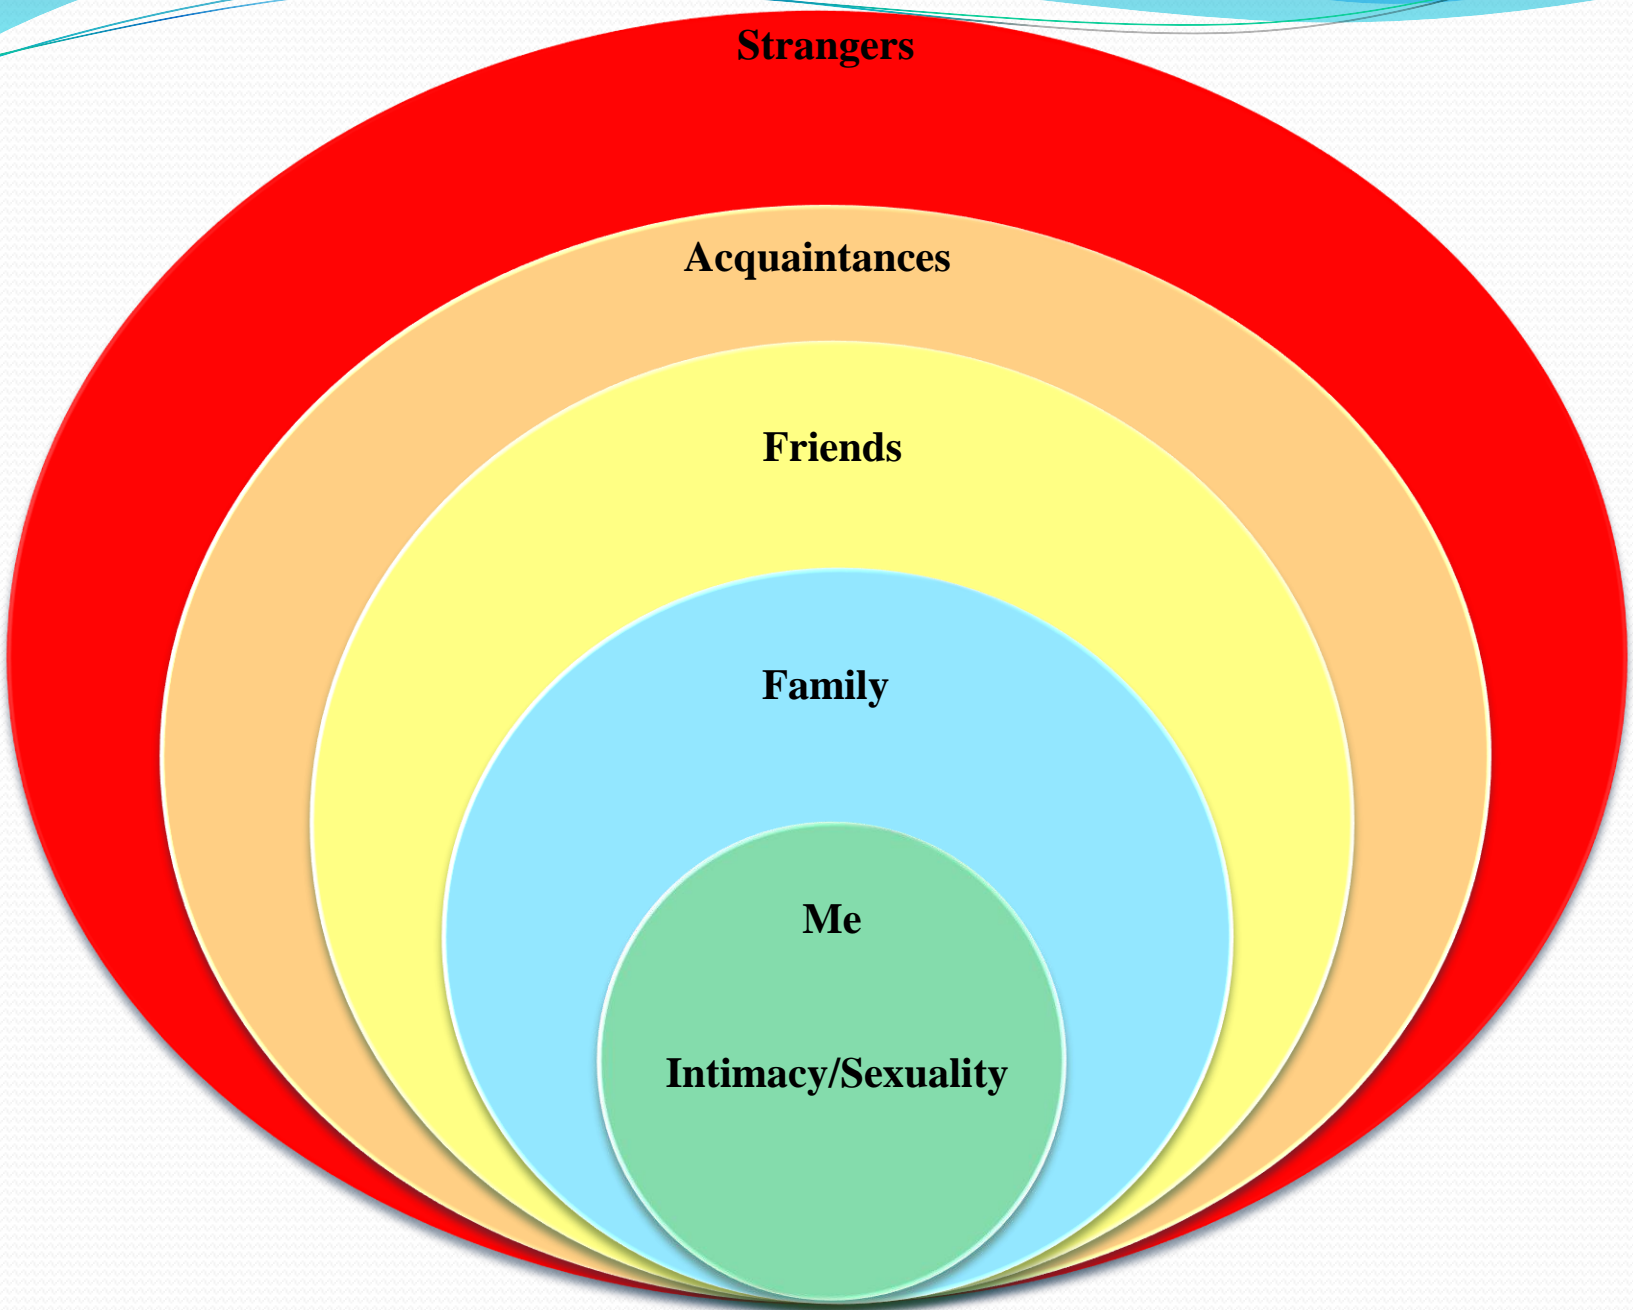 Strangers
Acquaintances
Friends
Family
Me
Intimacy/Sexuality